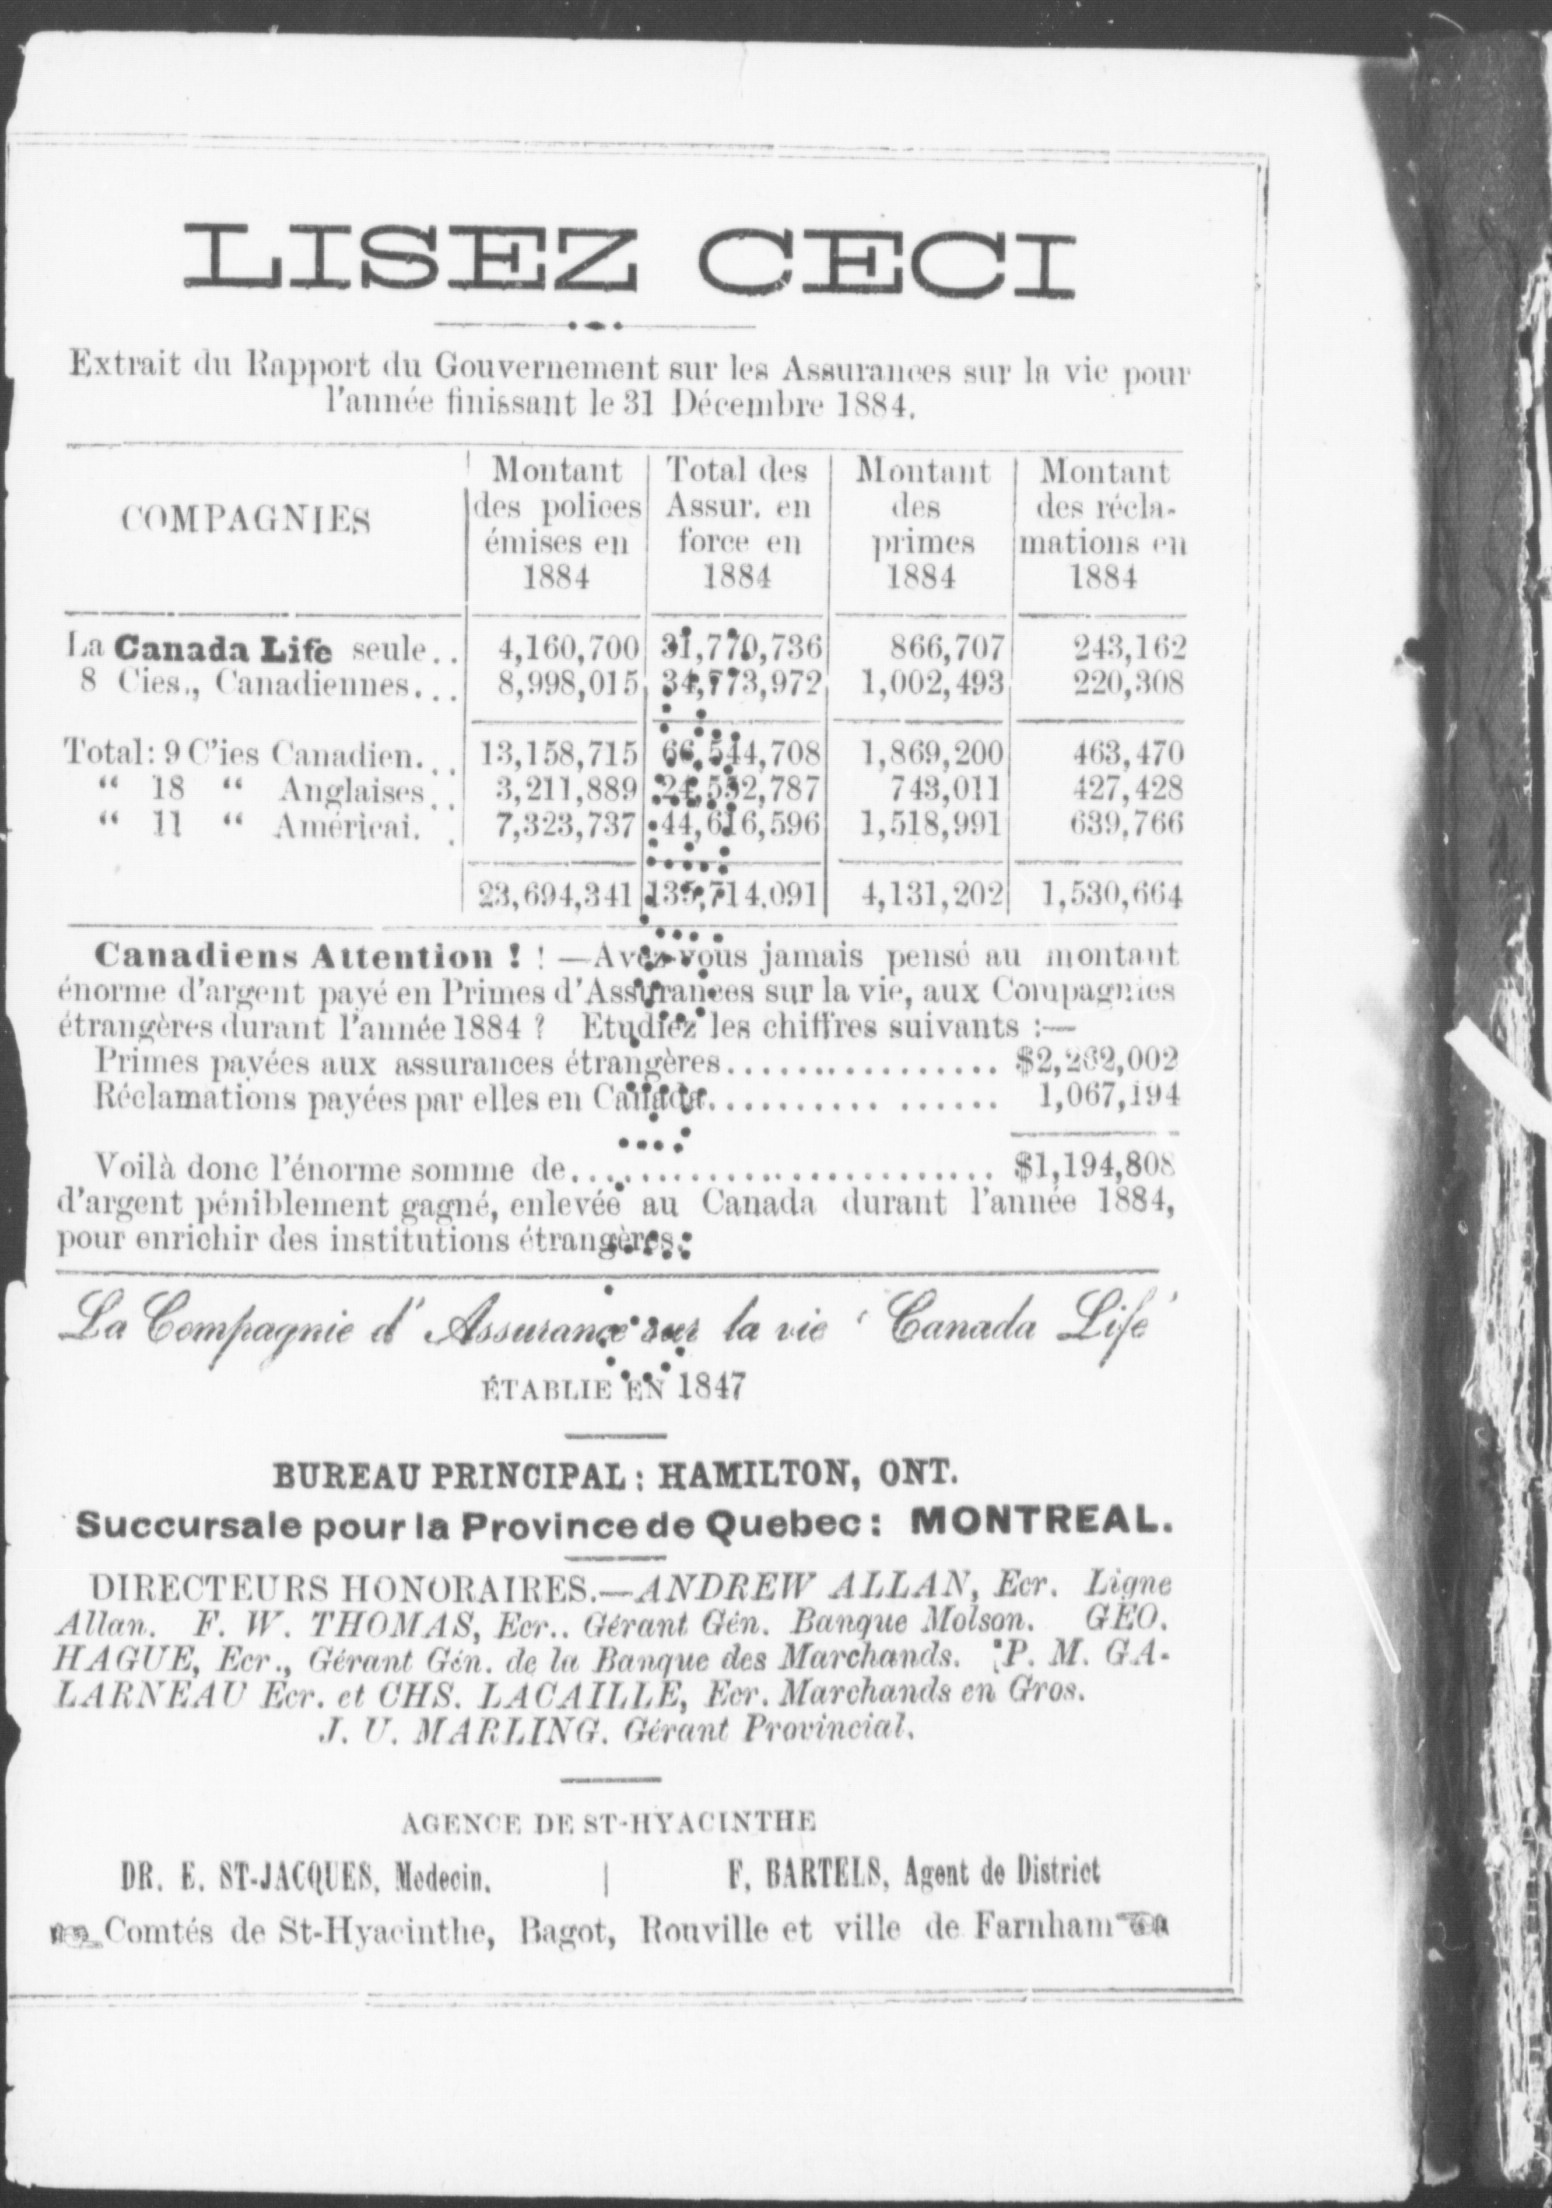 LISEZ CECI
Extrait du Rapport du Gouvernement sur les Assurances sur la vie pour
l'année finissant le 31 Décembre 1884.
COMPAGNIES | Montant des polices émises en 1884 | Total des Assur. en force en 1884 | Montant des primes 1884 | Montant des récla-mations en 1884
La Canada Life seule.. 4,160,700 31,770,736 866,707 243,162
8 Cies., Canadiennes... 8,998,015 34,773,972 1,002,493 220,308
Total: 9 C'ies Canadien... 13,158,715 66,544,708 1,869,200 463,470
“ 18 “ Anglaises.. 3,211,889 24,532,787 743,011 427,428
“ 11 “ Américai. . 7,323,737 44,616,596 1,518,991 639,766
23,694,341 135,714,091 4,131,202 1,530,664
Canadiens Attention ! ! —Avez-vous jamais pensé au montant
énorme d'argent payé en Primes d'Assurances sur la vie, aux Compagnies
étrangères durant l'année 1884 ? Etudiez les chiffres suivants :—
Primes payées aux assurances étrangères................ $2,262,002
Réclamations payées par elles en Canada................ 1,067,194
Voilà donc l'énorme somme de........................ $1,194,808
d'argent péniblement gagné, enlevée au Canada durant l'année 1884,
pour enrichir des institutions étrangères.
La Compagnie d'Assurance sur la vie ‘Canada Life’
ÉTABLIE EN 1847
BUREAU PRINCIPAL : HAMILTON, ONT.
Succursale pour la Province de Quebec : MONTREAL.
DIRECTEURS HONORAIRES.—ANDREW ALLAN, Ecr. Ligne
Allan. F. W. THOMAS, Ecr.. Gérant Gén. Banque Molson. GEO.
HAGUE, Ecr., Gérant Gén. de la Banque des Marchands. P. M. GA-
LARNEAU Ecr. et CHS. LACAILLE, Ecr. Marchands en Gros.
J. U. MARLING. Gérant Provincial.
AGENCE DE ST-HYACINTHE
DR. E. ST-JACQUES, Medecin. | F. BARTELS, Agent de District
Comtés de St-Hyacinthe, Bagot, Rouville et ville de Farnham